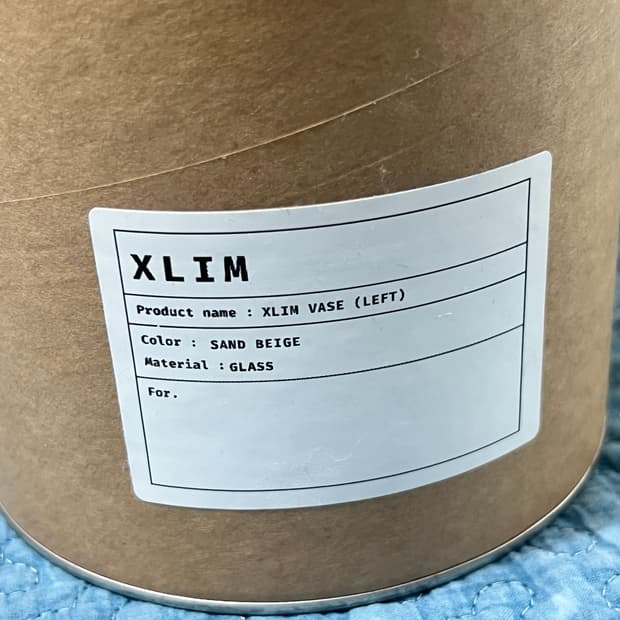 XLIM
Product name : XLIM VASE (LEFT)
Color : SAND BEIGE
Material : GLASS
For.